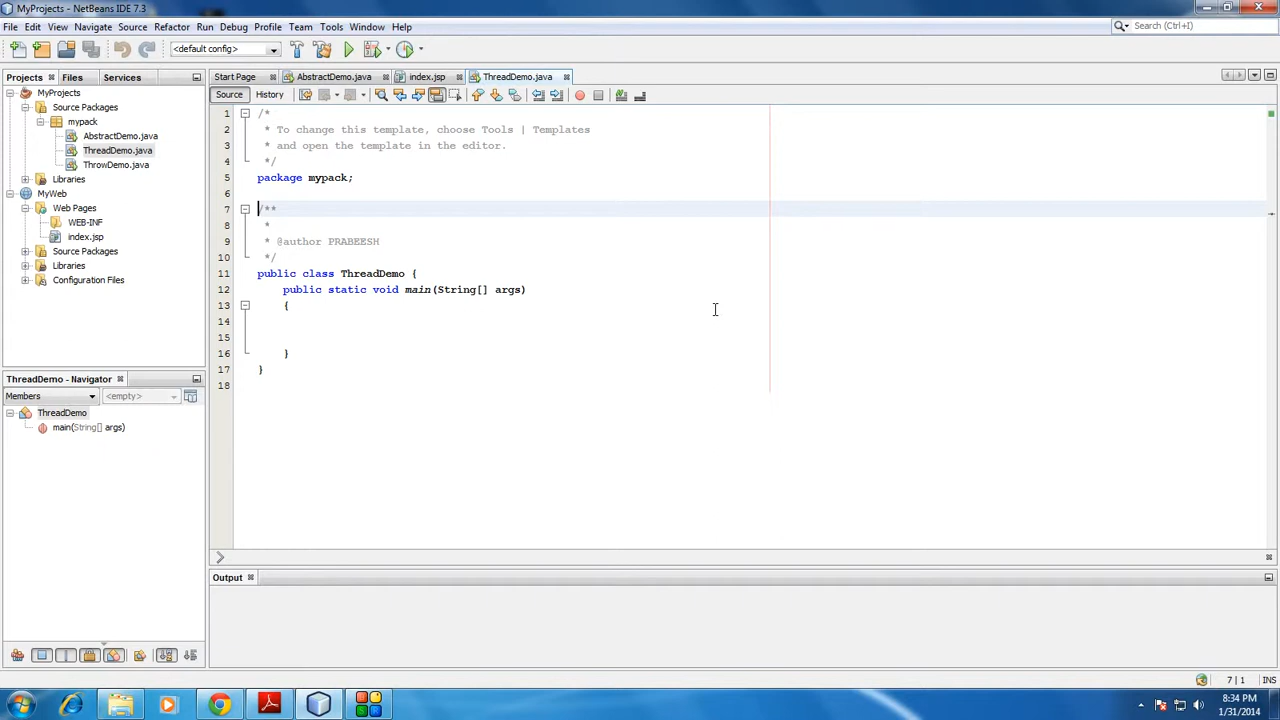 MyProjects - NetBeans IDE 7.3
File Edit View Navigate Source Refactor Run Debug Profile Team Tools Window Help
Search (Ctrl+I)
<default config>
Projects Files Services
Start Page AbstractDemo.java index.jsp ThreadDemo.java
Source History
MyProjects
Source Packages
mypack
AbstractDemo.java
ThreadDemo.java
ThrowDemo.java
Libraries
MyWeb
Web Pages
WEB-INF
index.jsp
Source Packages
Libraries
Configuration Files
1 /*
2 * To change this template, choose Tools | Templates
3 * and open the template in the editor.
4 */
5 package mypack;
6
7 /**
8 *
9 * @author PRABEESH
10 */
11 public class ThreadDemo {
12 public static void main(String[] args)
13 {
14
15
16 }
17 }
18
ThreadDemo - Navigator
Members <empty>
ThreadDemo
main(String[] args)
Output
7 | 1 INS
8:34 PM
1/31/2014